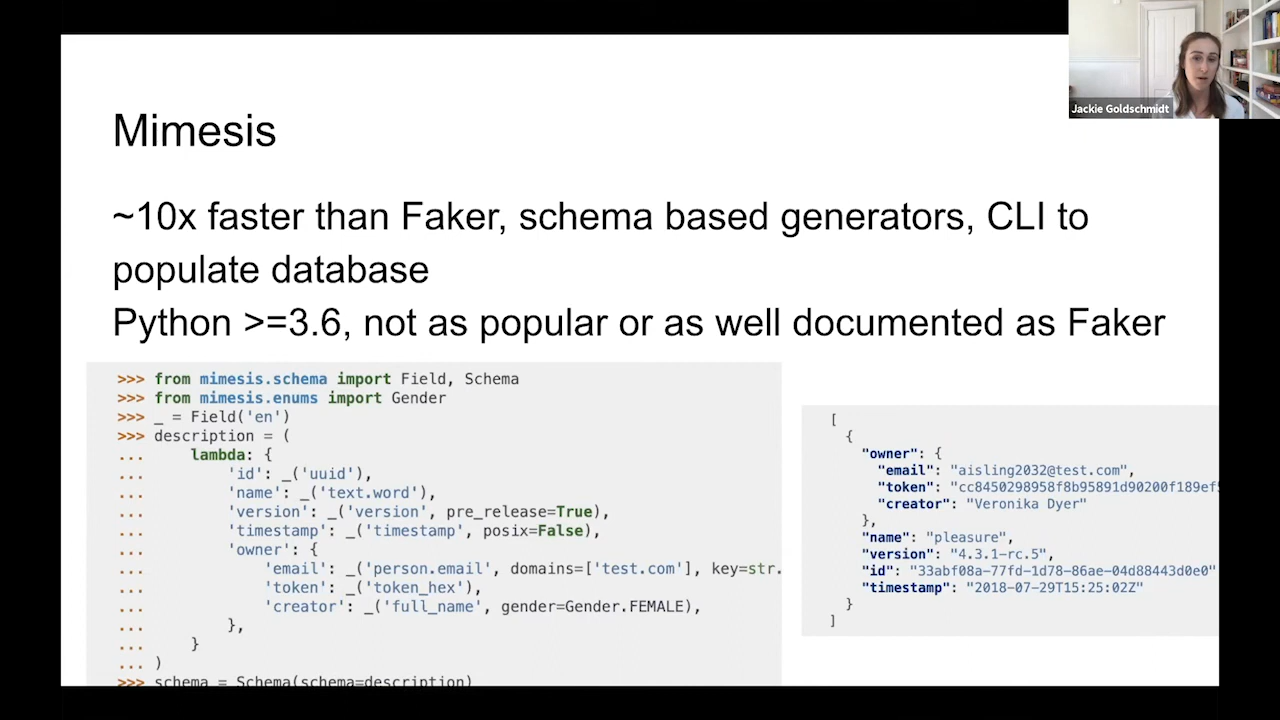 Jackie Goldschmidt
Mimesis
~10x faster than Faker, schema based generators, CLI to
populate database
Python >=3.6, not as popular or as well documented as Faker
>>> from mimesis.schema import Field, Schema
>>> from mimesis.enums import Gender
>>> _ = Field('en')
>>> description = (
...     lambda: {
...         'id': _('uuid'),
...         'name': _('text.word'),
...         'version': _('version', pre_release=True),
...         'timestamp': _('timestamp', posix=False),
...         'owner': {
...             'email': _('person.email', domains=['test.com'], key=str.
...             'token': _('token_hex'),
...             'creator': _('full_name', gender=Gender.FEMALE),
...         },
...     }
... )
>>> schema = Schema(schema=description)
[
  {
    "owner": {
      "email": "aisling2032@test.com",
      "token": "cc8450298958f8b95891d90200f189ef5
      "creator": "Veronika Dyer"
    },
    "name": "pleasure",
    "version": "4.3.1-rc.5",
    "id": "33abf08a-77fd-1d78-86ae-04d88443d0e0"
    "timestamp": "2018-07-29T15:25:02Z"
  }
]